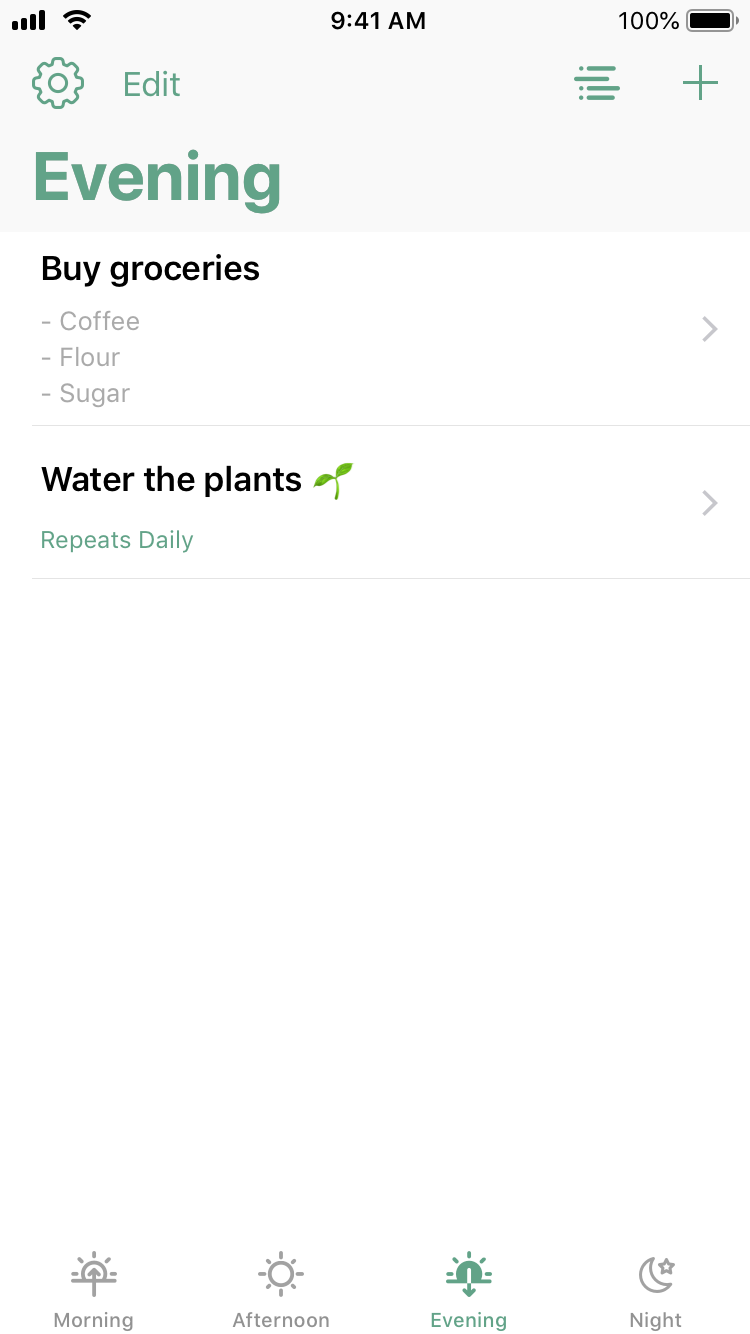 9:41 AM
100%
Edit
Evening
Buy groceries
- Coffee
- Flour
- Sugar
Water the plants 🌱
Repeats Daily
Morning
Afternoon
Evening
Night